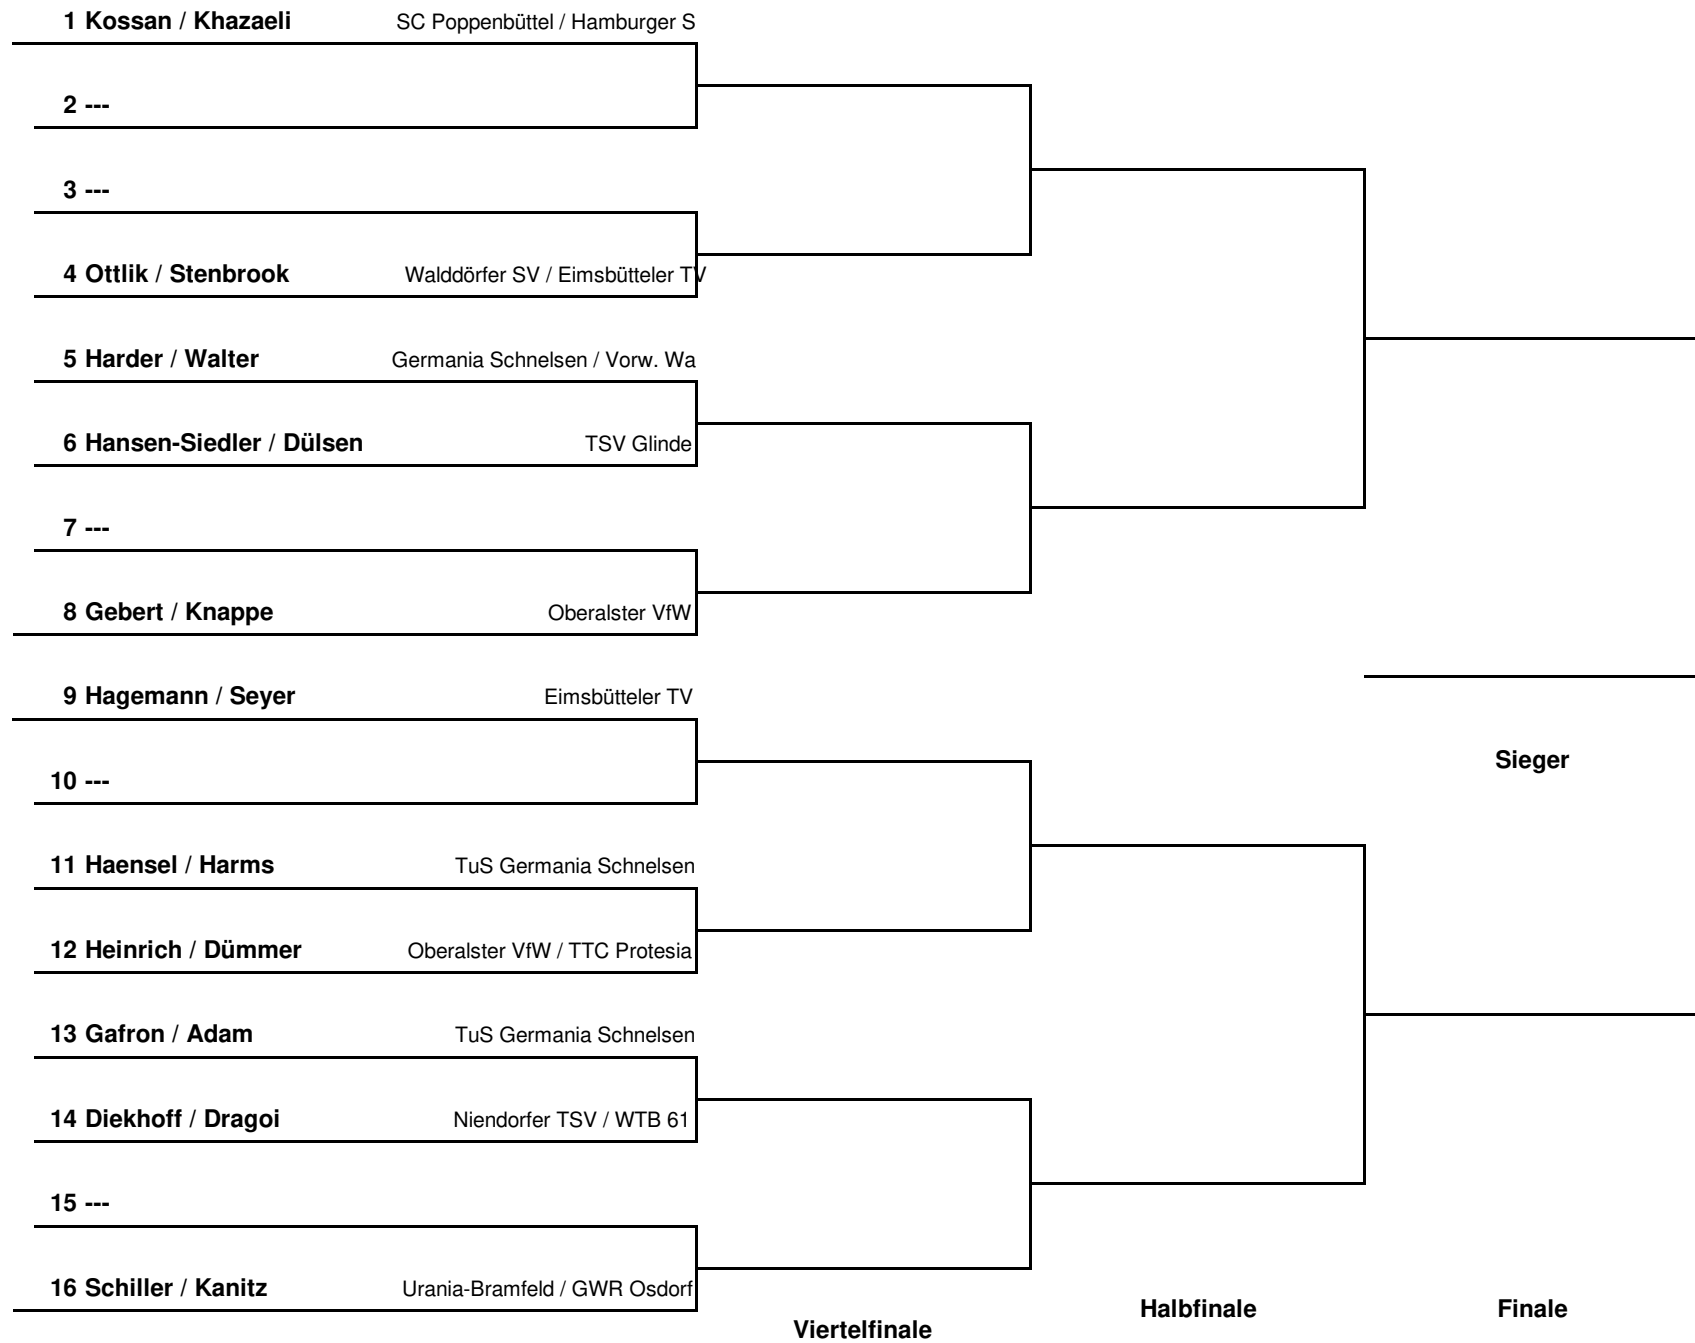 1 Kossan / Khazaeli SC Poppenbüttel / Hamburger S
2 ---
3 ---
4 Ottlik / Stenbrook Walddörfer SV / Eimsbütteler TV
5 Harder / Walter Germania Schnelsen / Vorw. Wa
6 Hansen-Siedler / Dülsen TSV Glinde
7 ---
8 Gebert / Knappe Oberalster VfW
9 Hagemann / Seyer Eimsbütteler TV
Sieger
10 ---
11 Haensel / Harms TuS Germania Schnelsen
12 Heinrich / Dümmer Oberalster VfW / TTC Protesia
13 Gafron / Adam TuS Germania Schnelsen
14 Diekhoff / Dragoi Niendorfer TSV / WTB 61
15 ---
16 Schiller / Kanitz Urania-Bramfeld / GWR Osdorf
Viertelfinale Halbfinale Finale